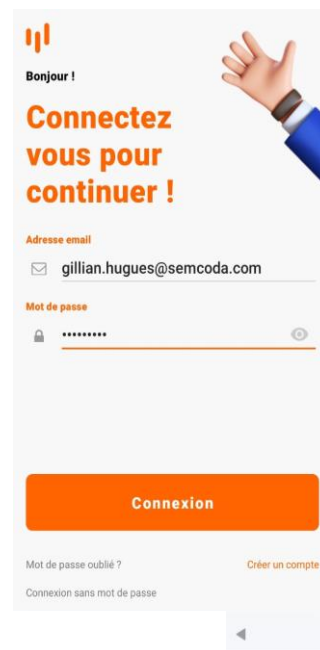 Bonjour !
Connectez
vous pour
continuer !
Adresse email
gillian.hugues@semcoda.com
Mot de passe
•••••••••
Connexion
Mot de passe oublié ?
Créer un compte
Connexion sans mot de passe